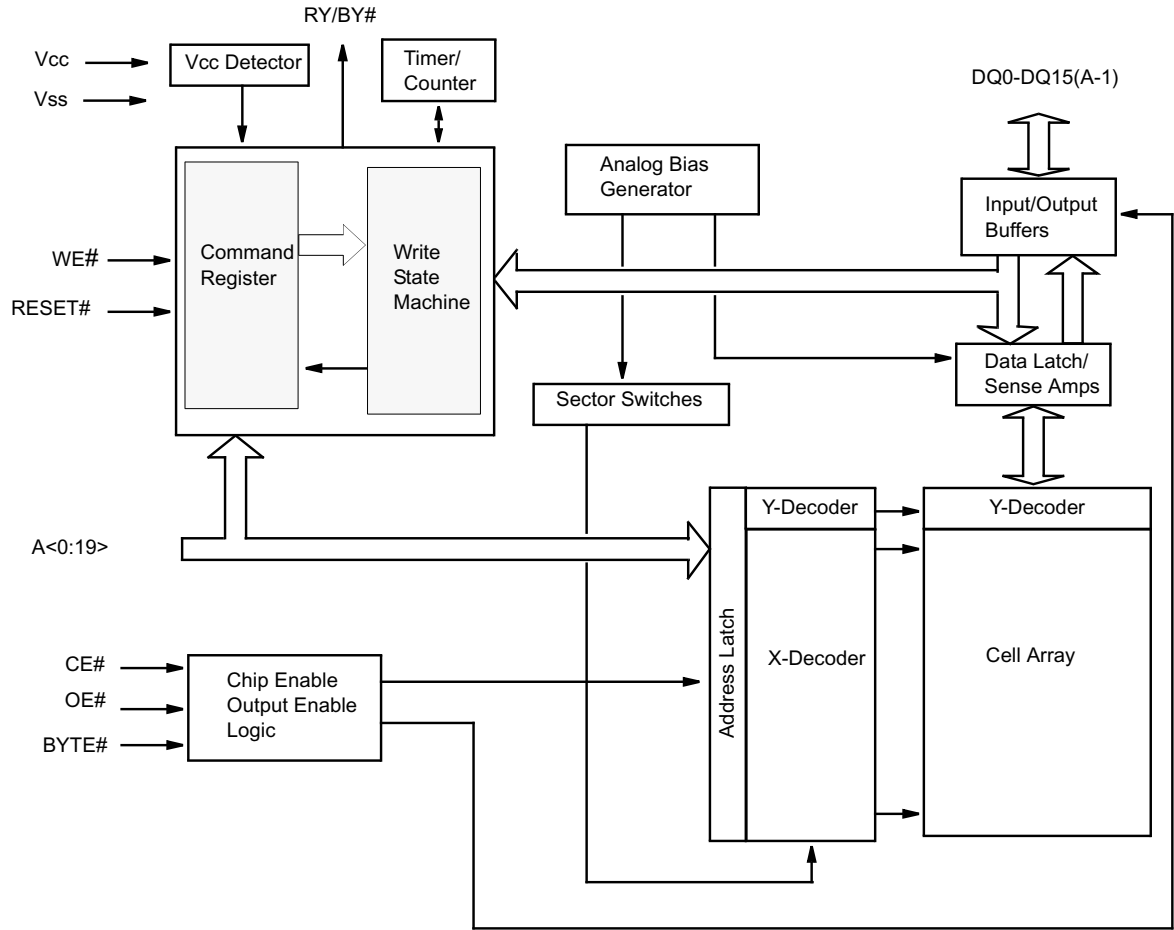 RY/BY#
Vcc
Vss
Vcc Detector
Timer/
Counter
DQ0-DQ15(A-1)
Analog Bias
Generator
Input/Output
Buffers
WE#
RESET#
Command
Register
Write
State
Machine
Data Latch/
Sense Amps
Sector Switches
Y-Decoder
Y-Decoder
A<0:19>
Address Latch
X-Decoder
Cell Array
CE#
OE#
BYTE#
Chip Enable
Output Enable
Logic